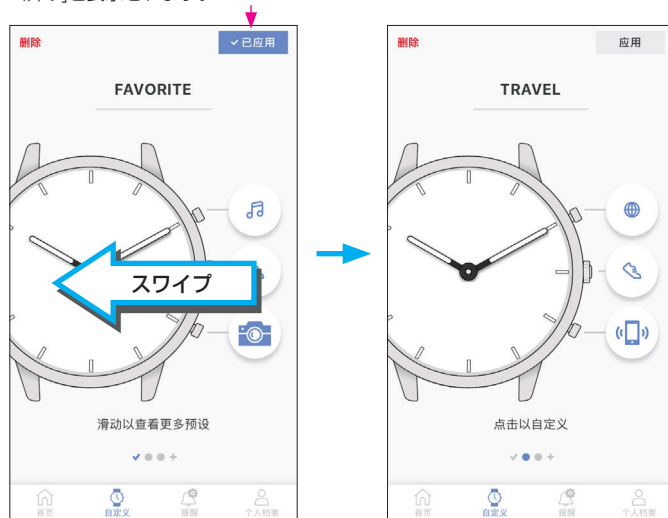 删除
已应用
FAVORITE
スワイプ
滑动以查看更多预设
首页
自定义
提醒
个人档案
删除
应用
TRAVEL
点击以自定义
首页
自定义
提醒
个人档案